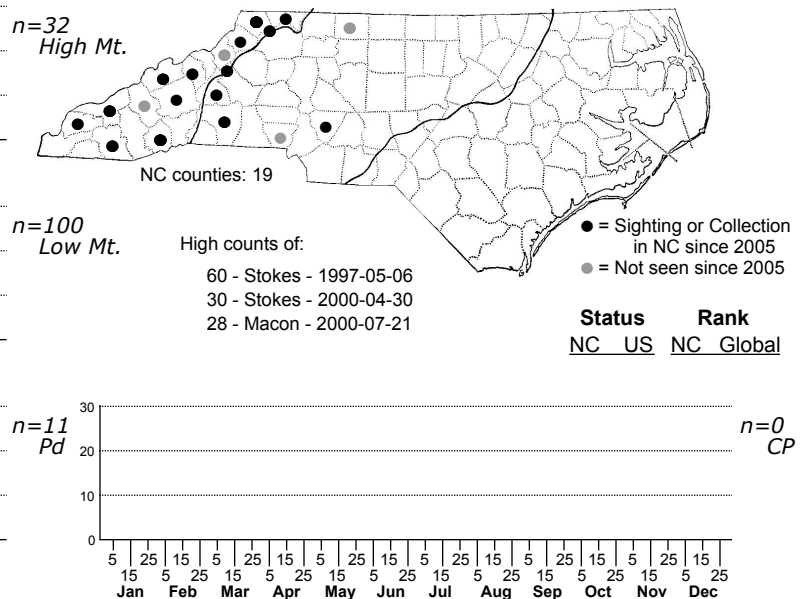 n=32
High Mt.
NC counties: 19
n=100
Low Mt.
High counts of:
60 - Stokes - 1997-05-06
30 - Stokes - 2000-04-30
28 - Macon - 2000-07-21
= Sighting or Collection
in NC since 2005
= Not seen since 2005
Status Rank
NC US NC Global
n=11
Pd
n=0
CP
30
20
10
0
5 25 15 5 25 15 5 25 15 5 25 15 5 25 15 5 25 15
15 5 25 15 5 25 15 5 25 15 5 25 15 5 25 15 5 25
Jan Feb Mar Apr May Jun Jul Aug Sep Oct Nov Dec